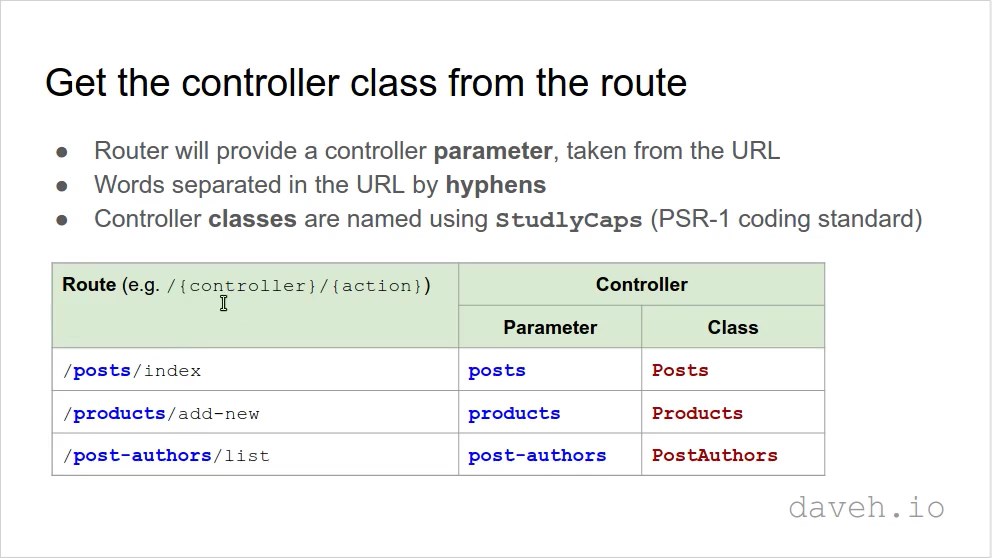 Get the controller class from the route
● Router will provide a controller parameter, taken from the URL
● Words separated in the URL by hyphens
● Controller classes are named using StudlyCaps (PSR-1 coding standard)
Route (e.g. /{controller}/{action}) Controller
Parameter Class
/posts/index posts Posts
/products/add-new products Products
/post-authors/list post-authors PostAuthors
daveh.io